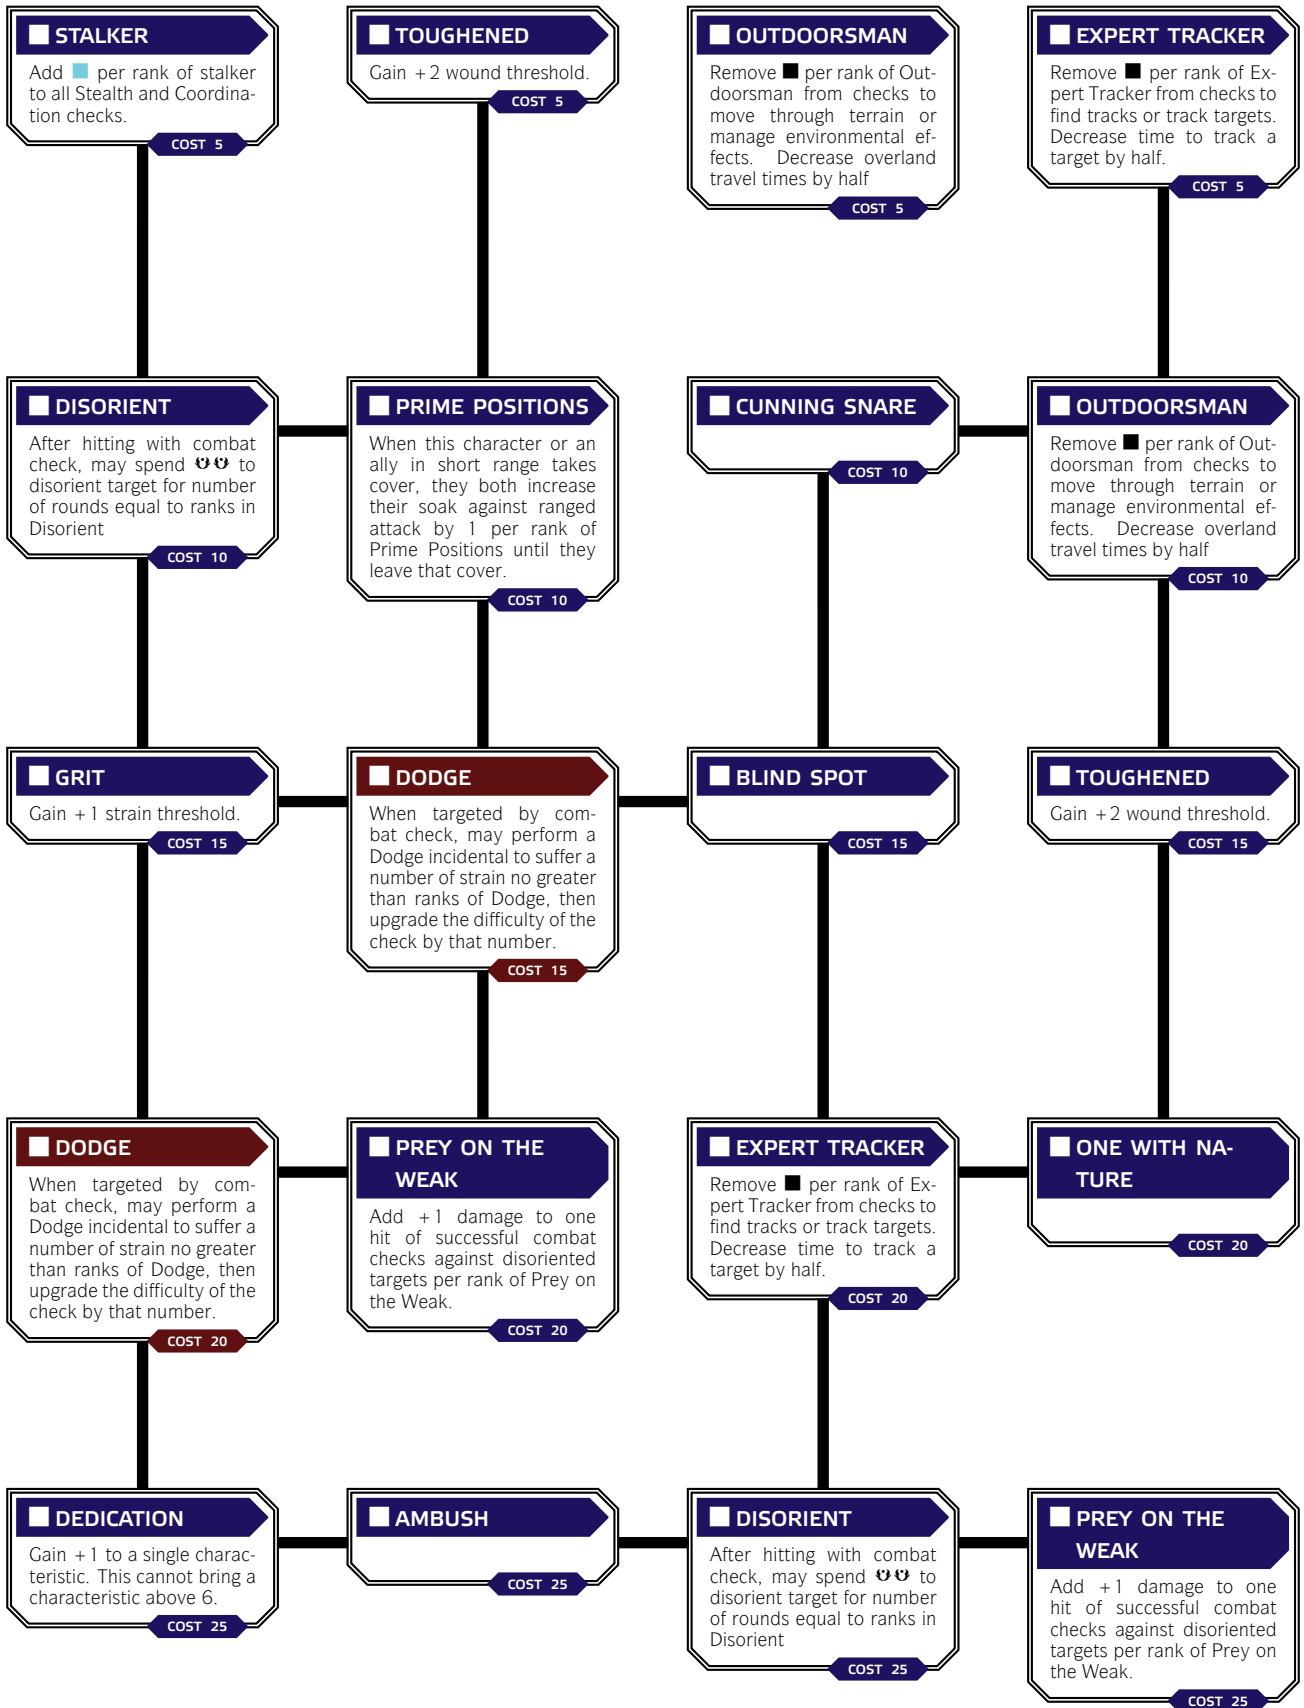 STALKER
Add per rank of stalker
to all Stealth and Coordina-
tion checks.
COST 5
TOUGHENED
Gain +2 wound threshold.
COST 5
OUTDOORSMAN
Remove per rank of Out-
doorsman from checks to
move through terrain or
manage environmental ef-
fects. Decrease overland
travel times by half
COST 5
EXPERT TRACKER
Remove per rank of Ex-
pert Tracker from checks to
find tracks or track targets.
Decrease time to track a
target by half.
COST 5
DISORIENT
After hitting with combat
check, may spend to
disorient target for number
of rounds equal to ranks in
Disorient
COST 10
PRIME POSITIONS
When this character or an
ally in short range takes
cover, they both increase
their soak against ranged
attack by 1 per rank of
Prime Positions until they
leave that cover.
COST 10
CUNNING SNARE
COST 10
OUTDOORSMAN
Remove per rank of Out-
doorsman from checks to
move through terrain or
manage environmental ef-
fects. Decrease overland
travel times by half
COST 10
GRIT
Gain +1 strain threshold.
COST 15
DODGE
When targeted by com-
bat check, may perform a
Dodge incidental to suffer a
number of strain no greater
than ranks of Dodge, then
upgrade the difficulty of the
check by that number.
COST 15
BLIND SPOT
COST 15
TOUGHENED
Gain +2 wound threshold.
COST 15
DODGE
When targeted by com-
bat check, may perform a
Dodge incidental to suffer a
number of strain no greater
than ranks of Dodge, then
upgrade the difficulty of the
check by that number.
COST 20
PREY ON THE
WEAK
Add +1 damage to one
hit of successful combat
checks against disoriented
targets per rank of Prey on
the Weak.
COST 20
EXPERT TRACKER
Remove per rank of Ex-
pert Tracker from checks to
find tracks or track targets.
Decrease time to track a
target by half.
COST 20
ONE WITH NA-
TURE
COST 20
DEDICATION
Gain +1 to a single charac-
teristic. This cannot bring a
characteristic above 6.
COST 25
AMBUSH
COST 25
DISORIENT
After hitting with combat
check, may spend to
disorient target for number
of rounds equal to ranks in
Disorient
COST 25
PREY ON THE
WEAK
Add +1 damage to one
hit of successful combat
checks against disoriented
targets per rank of Prey on
the Weak.
COST 25